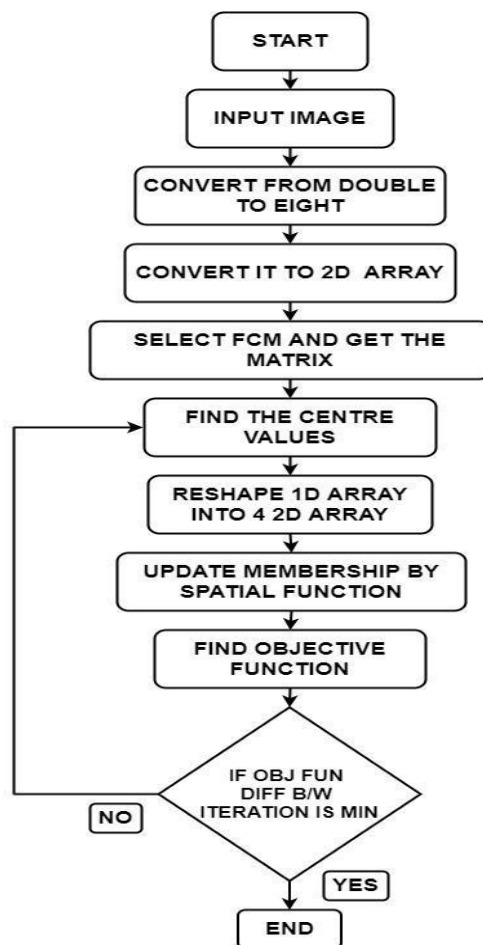 START
INPUT IMAGE
CONVERT FROM DOUBLE
TO EIGHT
CONVERT IT TO 2D ARRAY
SELECT FCM AND GET THE
MATRIX
FIND THE CENTRE
VALUES
RESHAPE 1D ARRAY
INTO 4 2D ARRAY
UPDATE MEMBERSHIP BY
SPATIAL FUNCTION
FIND OBJECTIVE
FUNCTION
IF OBJ FUN
DIFF B/W
ITERATION IS MIN
NO
YES
END